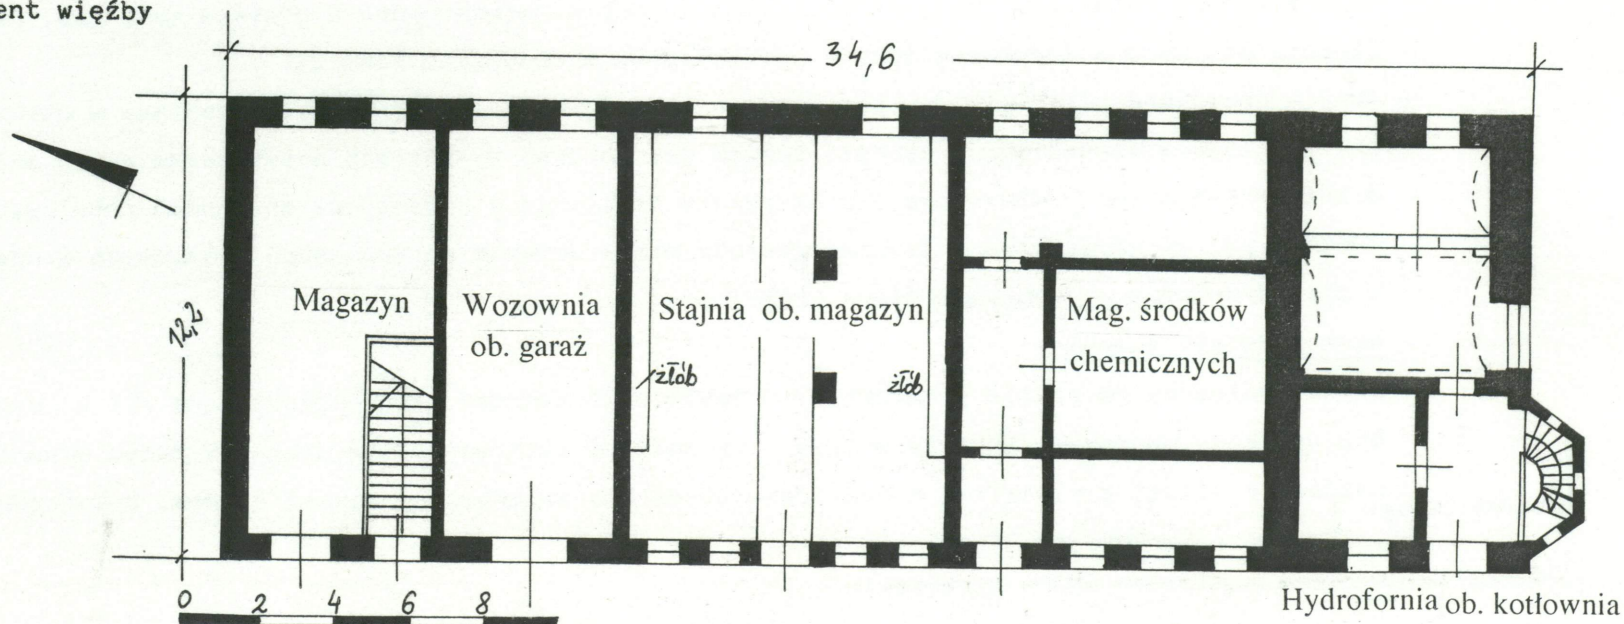 ent więźby
34,6
12,2
Magazyn
Wozownia
ob. garaż
Stajnia ob. magazyn
żłób
żłób
Mag. środków
chemicznych
0 2 4 6 8
Hydrofornia ob. kotłownia